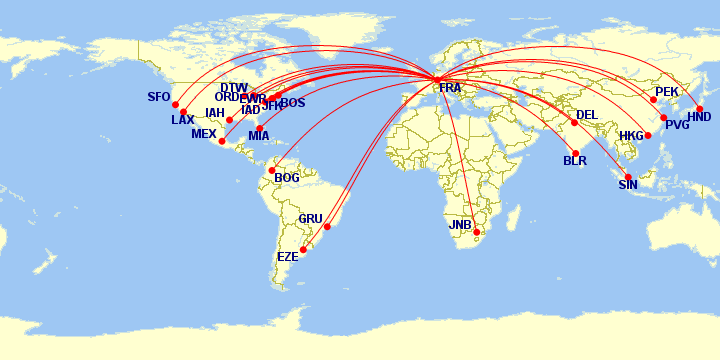 FRA
DTW
SFO
ORD
EWR
JFK
BOS
PEK
LAX
IAH
IAD
DEL
HND
PVG
MEX
MIA
HKG
BLR
BOG
SIN
GRU
JNB
EZE